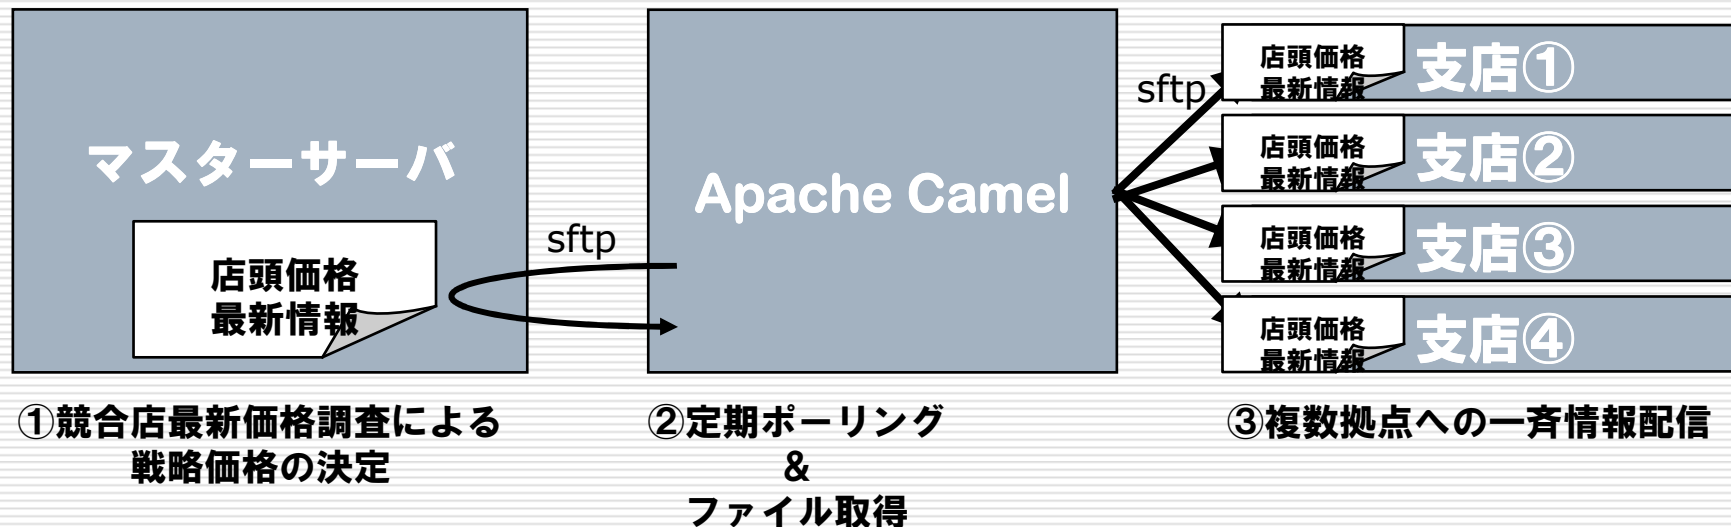 マスターサーバ
店頭価格
最新情報
①競合店最新価格調査による
戦略価格の決定
sftp
Apache Camel
②定期ポーリング
&
ファイル取得
sftp
店頭価格
最新情報
支店①
店頭価格
最新情報
支店②
店頭価格
最新情報
支店③
店頭価格
最新情報
支店④
③複数拠点への一斉情報配信